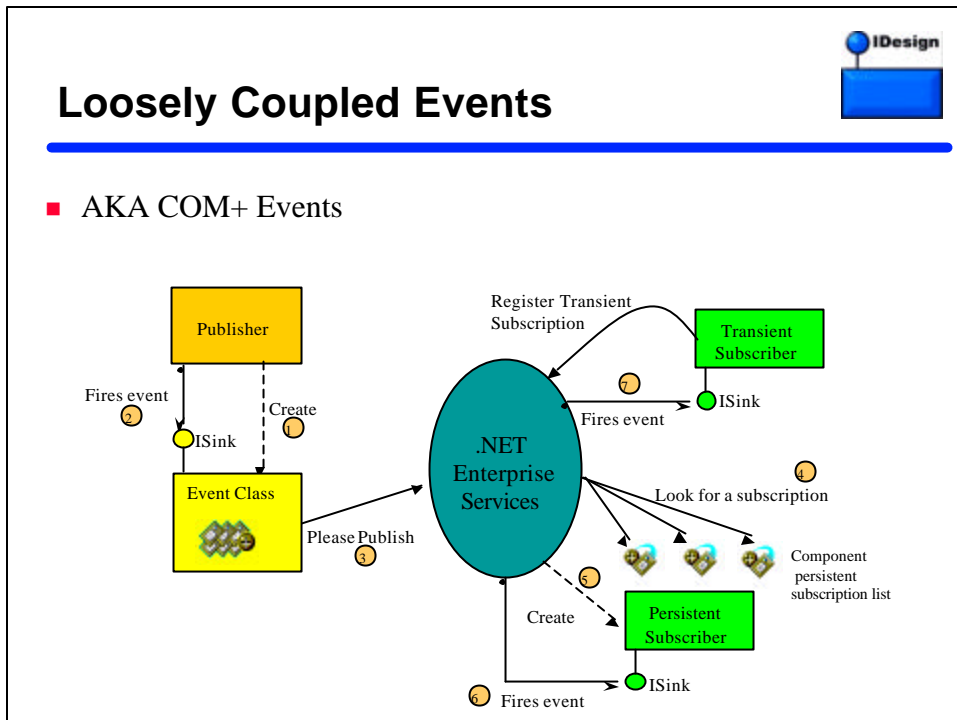 IDesign
Loosely Coupled Events
AKA COM+ Events
Publisher
Fires event
2
ISink
Create
1
Event Class
Please Publish
3
.NET
Enterprise
Services
Register Transient
Subscription
Transient
Subscriber
7
Fires event
ISink
4
Look for a subscription
Component
persistent
subscription list
5
Create
Persistent
Subscriber
6
Fires event
ISink